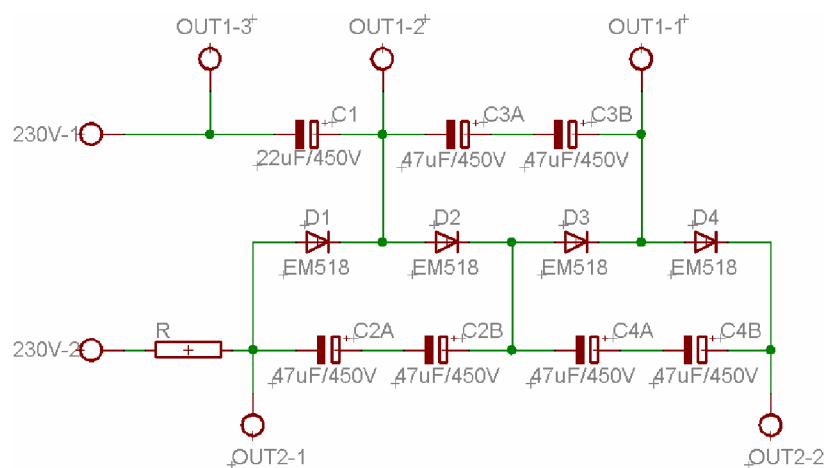 OUT1-3 OUT1-2 OUT1-1
C1 C3A C3B
230V-1
22uF/450V 47uF/450V 47uF/450V
D1 D2 D3 D4
EM518 EM518 EM518 EM518
R C2A C2B C4A C4B
230V-2
47uF/450V 47uF/450V 47uF/450V 47uF/450V
OUT2-1 OUT2-2